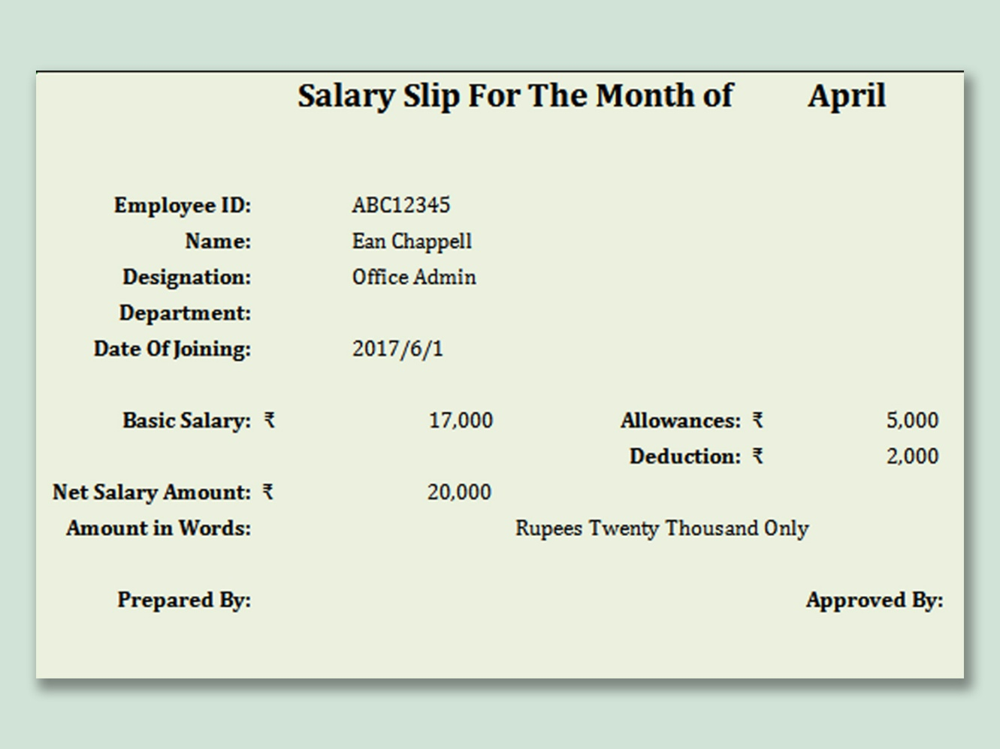 Salary Slip For The Month of April
Employee ID: ABC12345
Name: Ean Chappell
Designation: Office Admin
Department:
Date Of Joining: 2017/6/1
Basic Salary: ₹ 17,000 Allowances: ₹ 5,000
Deduction: ₹ 2,000
Net Salary Amount: ₹ 20,000
Amount in Words: Rupees Twenty Thousand Only
Prepared By: Approved By: